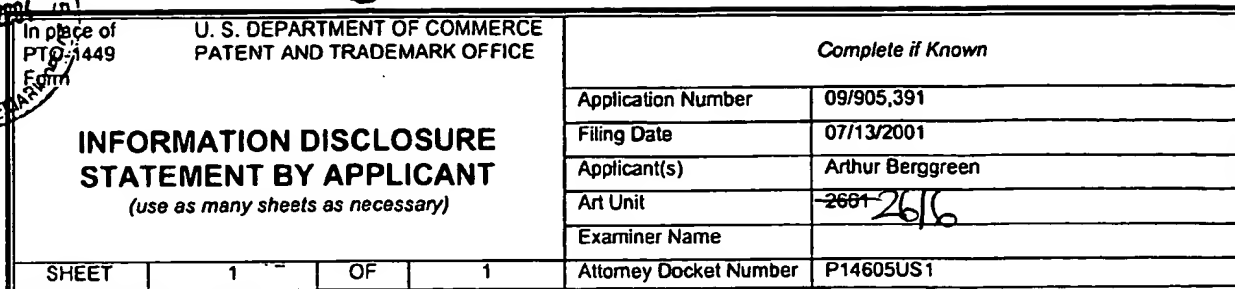 In place of U. S. DEPARTMENT OF COMMERCE
PTO-1449 PATENT AND TRADEMARK OFFICE
Form
INFORMATION DISCLOSURE
STATEMENT BY APPLICANT
(use as many sheets as necessary)
SHEET 1 OF 1
Complete if Known
Application Number 09/905,391
Filing Date 07/13/2001
Applicant(s) Arthur Berggreen
Art Unit 2661 2616
Examiner Name
Attorney Docket Number P14605US1